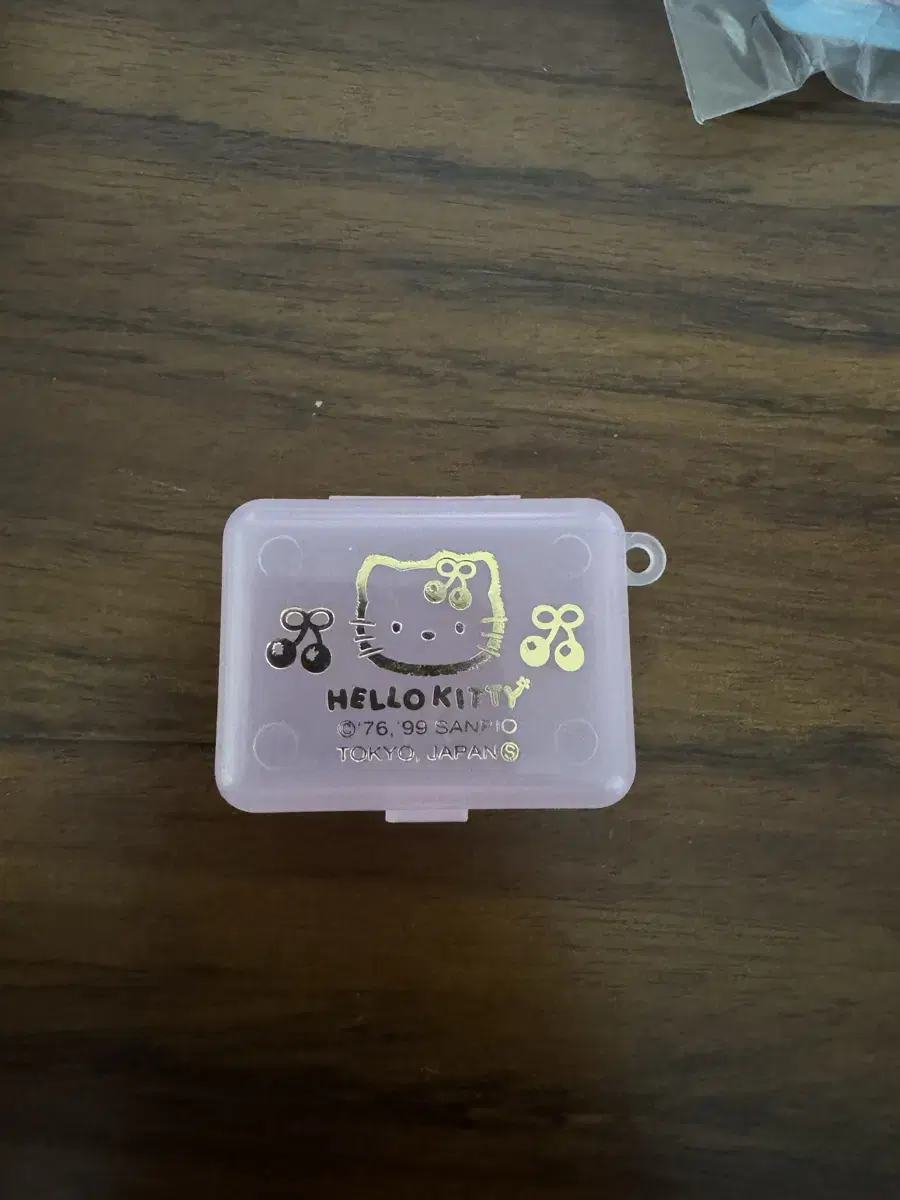 HELLO KITTY
©'76,'99 SANRIO
TOKYO, JAPAN Ⓢ